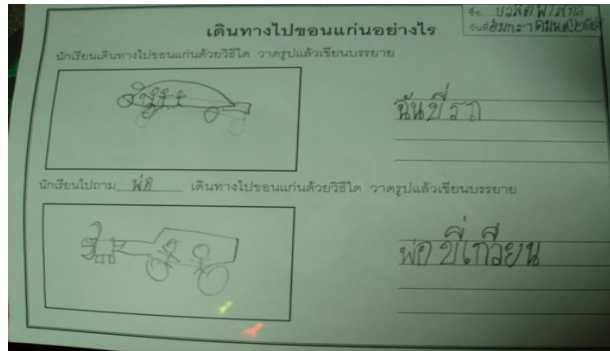 เดินทางไปขอนแก่นอย่างไร
ชื่อ
วันที่
นักเรียนเดินทางไปขอนแก่นด้วยวิธีใด วาดรูปแล้วเขียนบรรยาย
ฉันขี่รถ
นักเรียนไปถาม พ่อ เดินทางไปขอนแก่นด้วยวิธีใด วาดรูปแล้วเขียนบรรยาย
พ่อขี่เกวียน